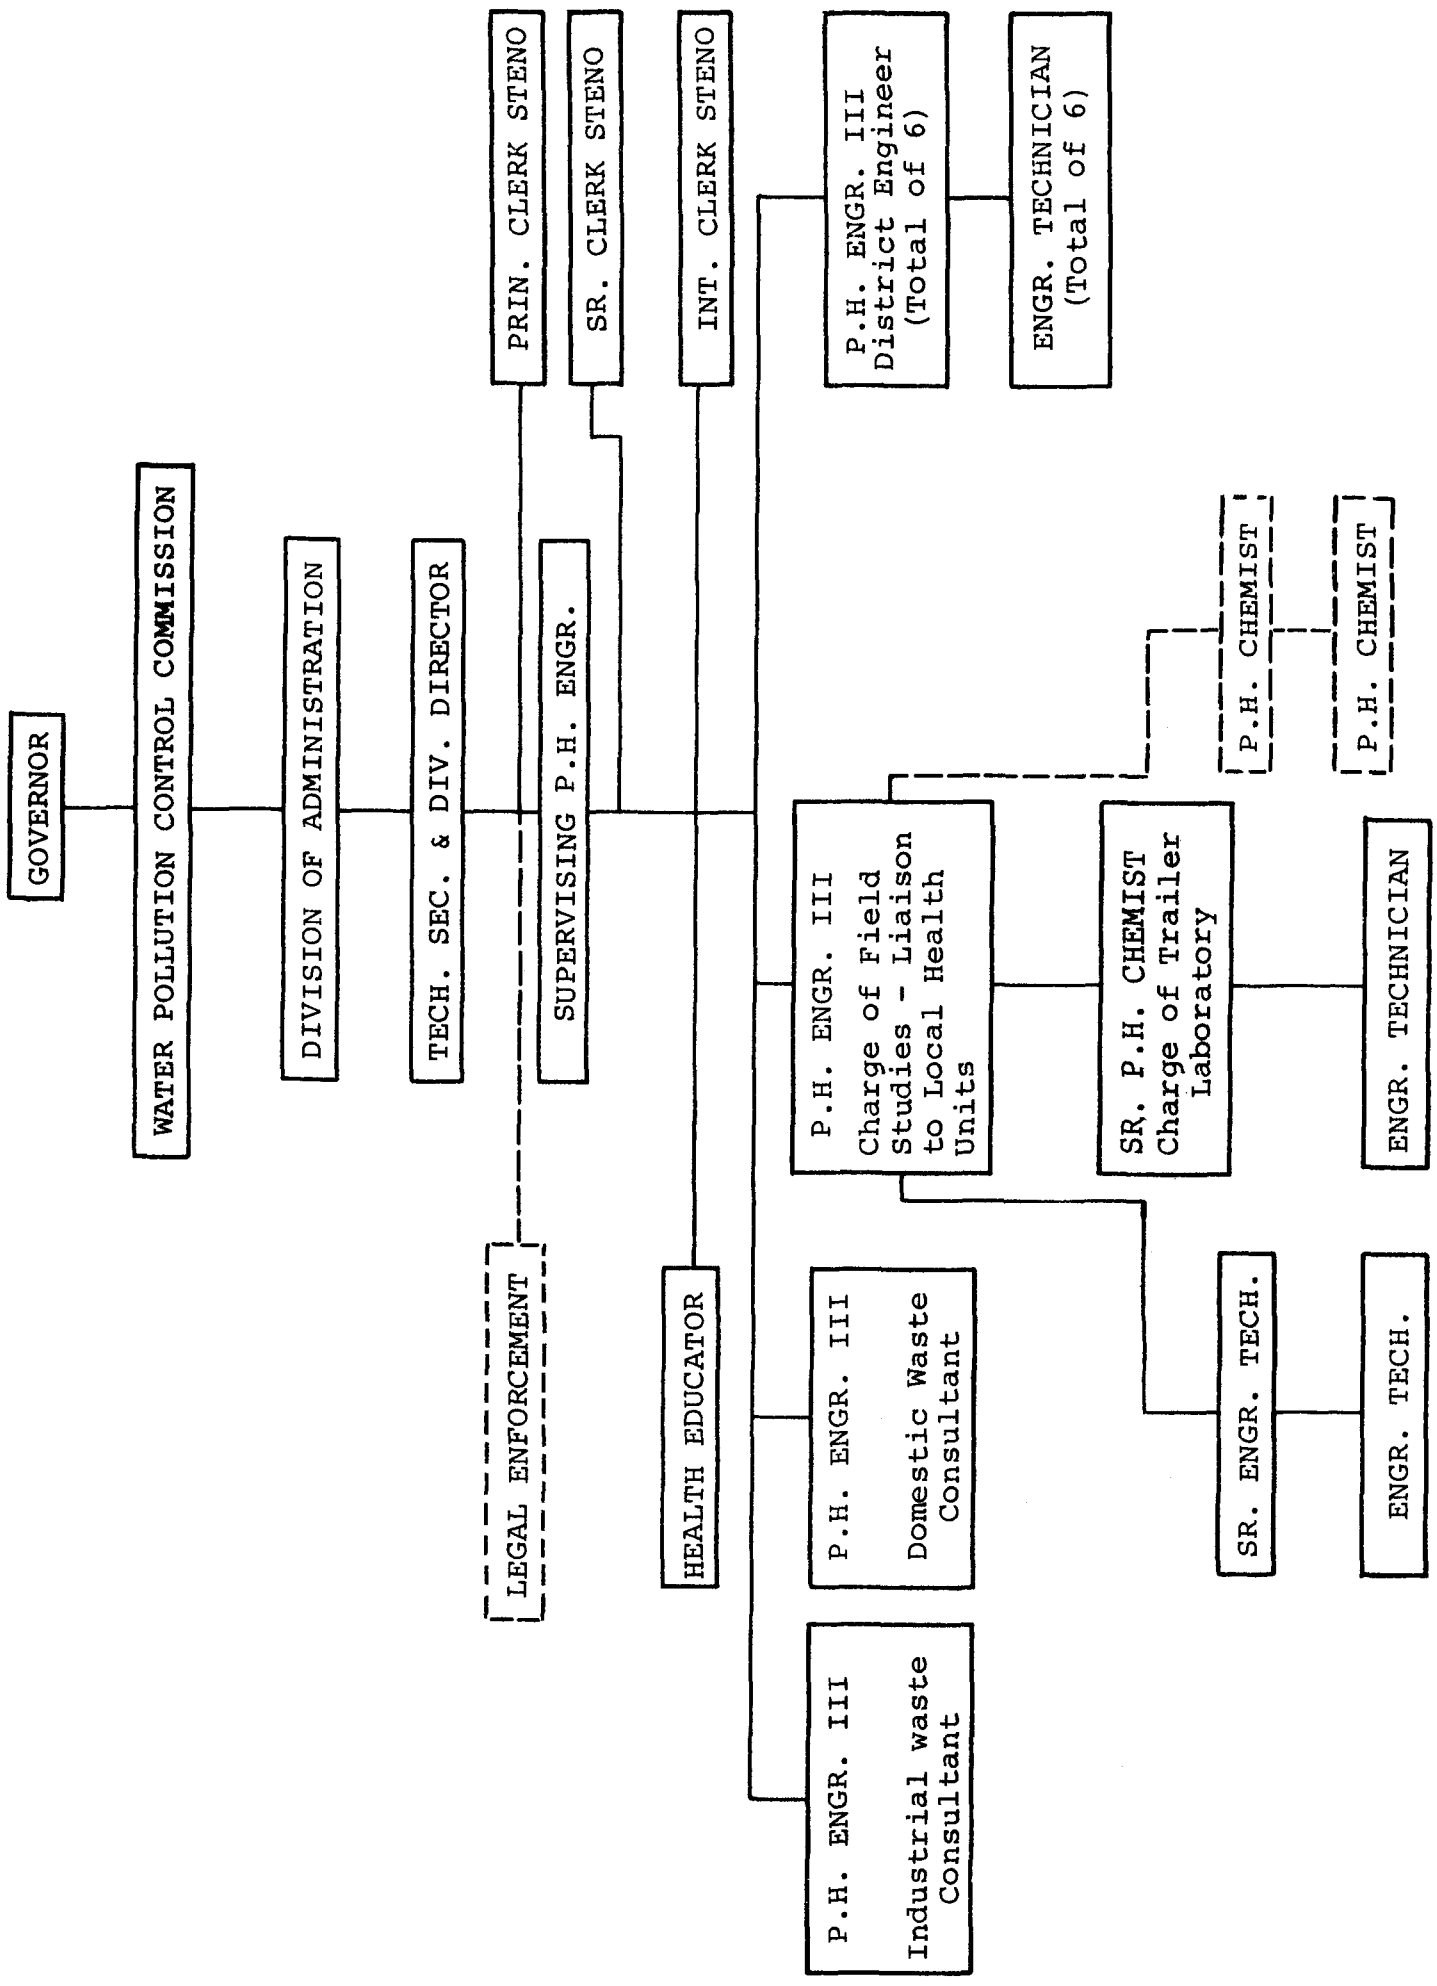 GOVERNOR
WATER POLLUTION CONTROL COMMISSION
DIVISION OF ADMINISTRATION
TECH. SEC. & DIV. DIRECTOR
LEGAL ENFORCEMENT
PRIN. CLERK STENO
SUPERVISING P.H. ENGR.
SR. CLERK STENO
HEALTH EDUCATOR
INT. CLERK STENO
P.H. ENGR. III
Industrial waste
Consultant
P.H. ENGR. III
Domestic Waste
Consultant
P.H. ENGR. III
Charge of Field
Studies - Liaison
to Local Health
Units
P.H. ENGR. III
District Engineer
(Total of 6)
ENGR. TECHNICIAN
(Total of 6)
SR. ENGR. TECH.
ENGR. TECH.
SR. P.H. CHEMIST
Charge of Trailer
Laboratory
ENGR. TECHNICIAN
P.H. CHEMIST
P.H. CHEMIST